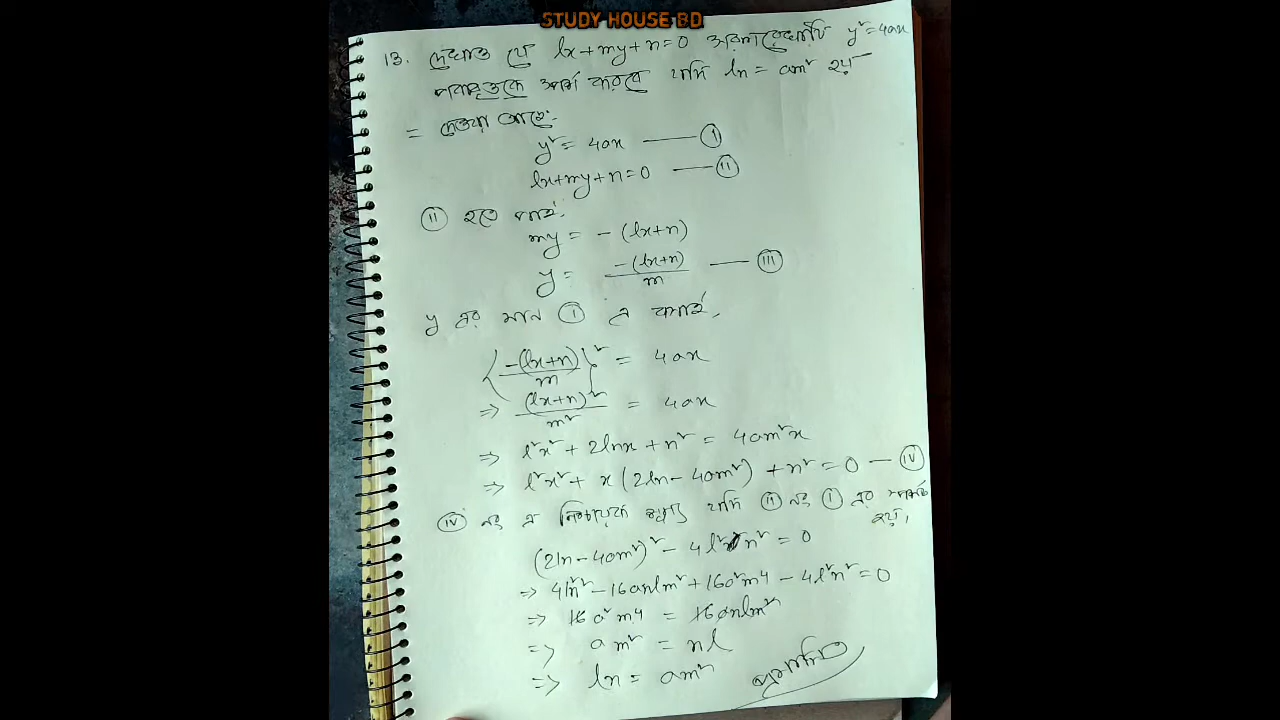 STUDY HOUSE BD
13. দেখাও যে lx+my+n=0 সরলরেখাটি y²=4ax
পরাবৃত্তকে স্পর্শ করবে যদি ln = am² হয়
= দেওয়া আছে:
y² = 4ax —— (I)
lx+my+n=0 —— (II)
(II) হতে পাই,
my = -(lx+n)
y = -(lx+n)/m —— (III)
y এর মান (I) এ বসাই,
{-(lx+n)/m}² = 4ax
⇒ (lx+n)²/m² = 4ax
⇒ l²x² + 2lnx + n² = 4am²x
⇒ l²x² + x(2ln-4am²) + n² = 0 — (IV)
(IV) নং এ নিশ্চায়ক যদি (II) নং (I) এর স্পর্শক
হয়।
(2ln-4am²)² - 4l²n² = 0
⇒ 4l²n² - 16anlm² + 16a²m4 - 4l²n² = 0
⇒ 16a²m4 = 16anlm²
⇒ am² = nl
⇒ ln = am²
প্রমাণিত